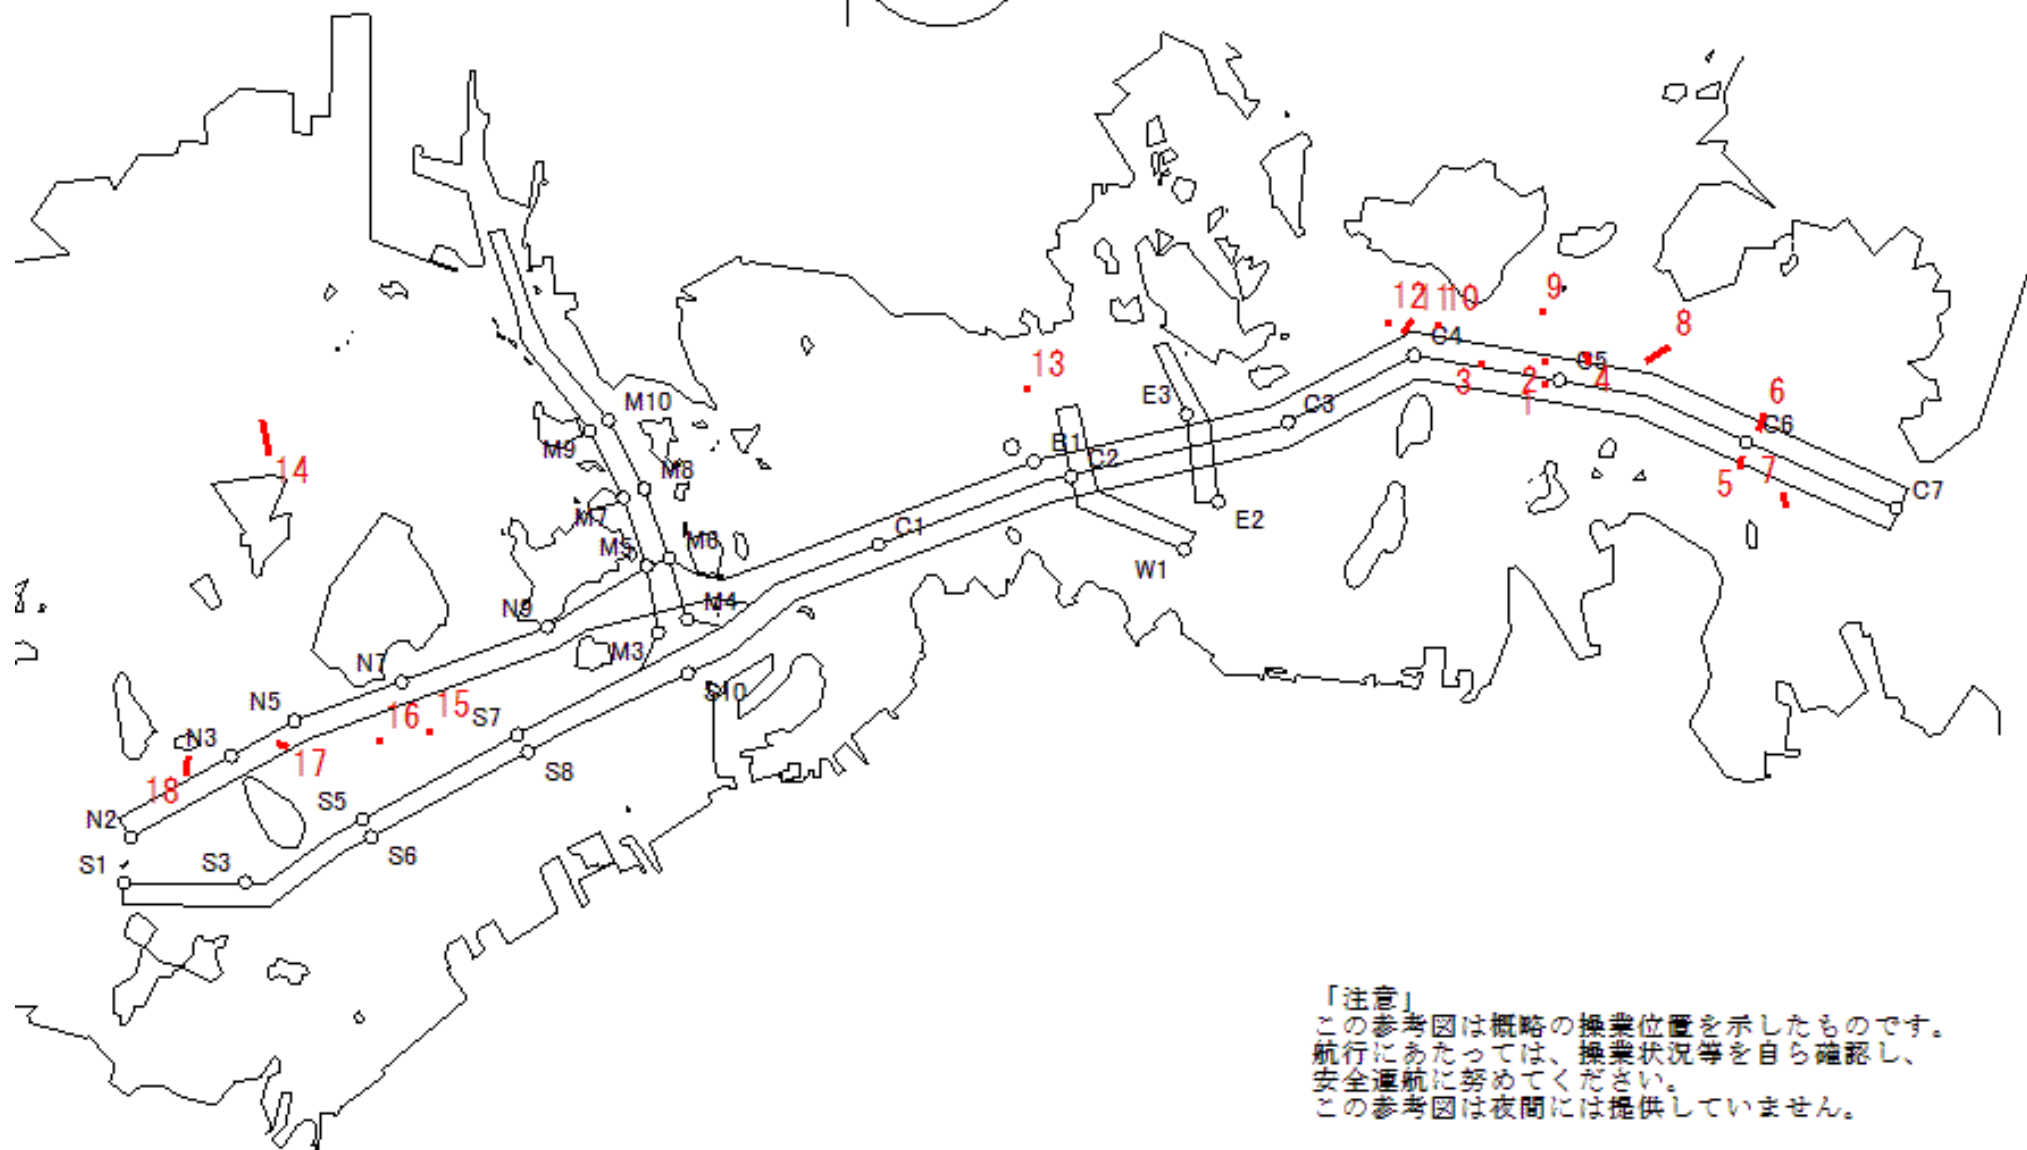 12
11
10
9
8
C4
C5
13
3
2
4
1
6
E3
M10
C3
C6
M9
B1
C2
14
M8
5
7
C7
M7
E2
M5
M6
C1
W1
N9
M4
N7
M3
S10
N5
16
15
S7
N3
17
S8
18
S5
N2
S6
S1
S3
「注意」
この参考図は概略の操業位置を示したものです。
航行にあたっては、操業状況等を自ら確認し、
安全運航に努めてください。
この参考図は夜間には提供していません。